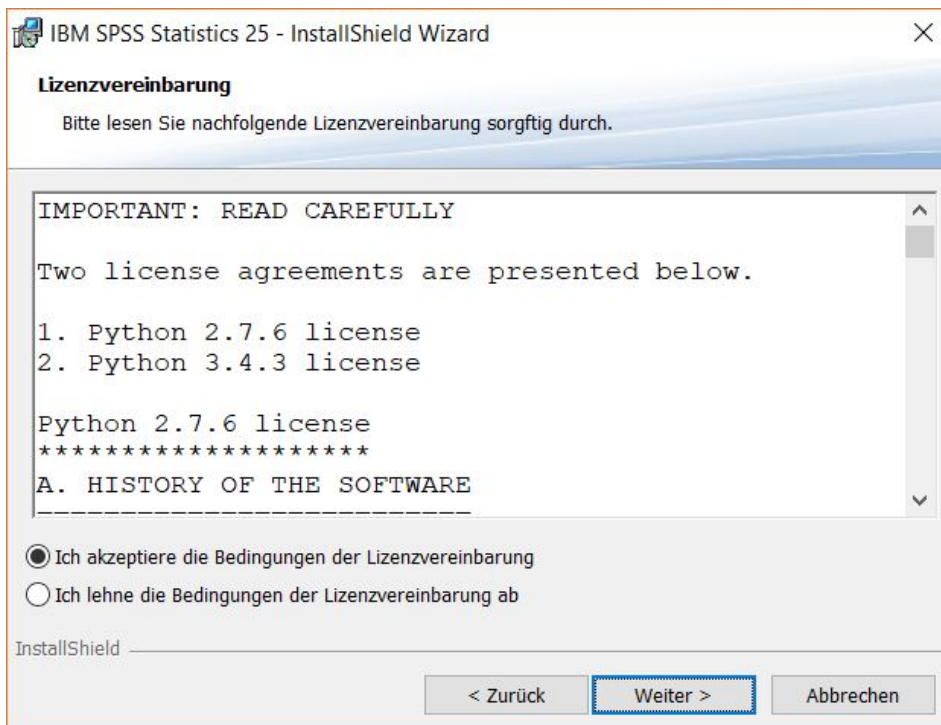 IBM SPSS Statistics 25 - InstallShield Wizard
Lizenzvereinbarung
Bitte lesen Sie nachfolgende Lizenzvereinbarung sorgftig durch.
IMPORTANT: READ CAREFULLY
Two license agreements are presented below.
1. Python 2.7.6 license
2. Python 3.4.3 license
Python 2.7.6 license
********************
A. HISTORY OF THE SOFTWARE
==========================
Ich akzeptiere die Bedingungen der Lizenzvereinbarung
Ich lehne die Bedingungen der Lizenzvereinbarung ab
InstallShield
< Zurück
Weiter >
Abbrechen